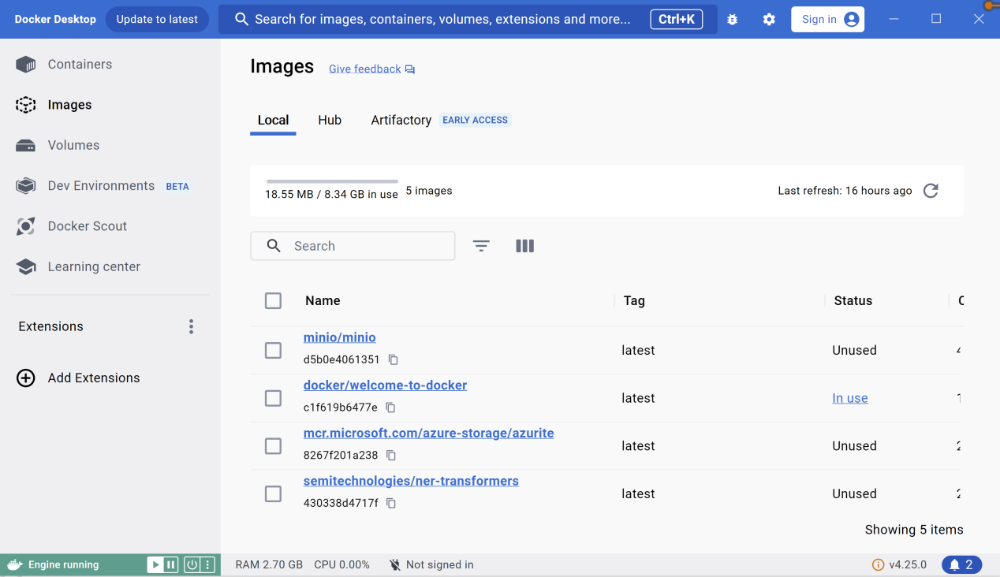 Docker Desktop
Update to latest
Search for images, containers, volumes, extensions and more...
Ctrl+K
Sign in
Containers
Images
Volumes
Dev Environments BETA
Docker Scout
Learning center
Extensions
Add Extensions
Images
Give feedback
Local Hub Artifactory EARLY ACCESS
18.55 MB / 8.34 GB in use
5 images
Last refresh: 16 hours ago
Search
Name Tag Status
minio/minio
d5b0e4061351
latest Unused
docker/welcome-to-docker
c1f619b6477e
latest In use
mcr.microsoft.com/azure-storage/azurite
8267f201a238
latest Unused
semitechnologies/ner-transformers
430338d4717f
latest Unused
Showing 5 items
Engine running
RAM 2.70 GB CPU 0.00% Not signed in
v4.25.0
2